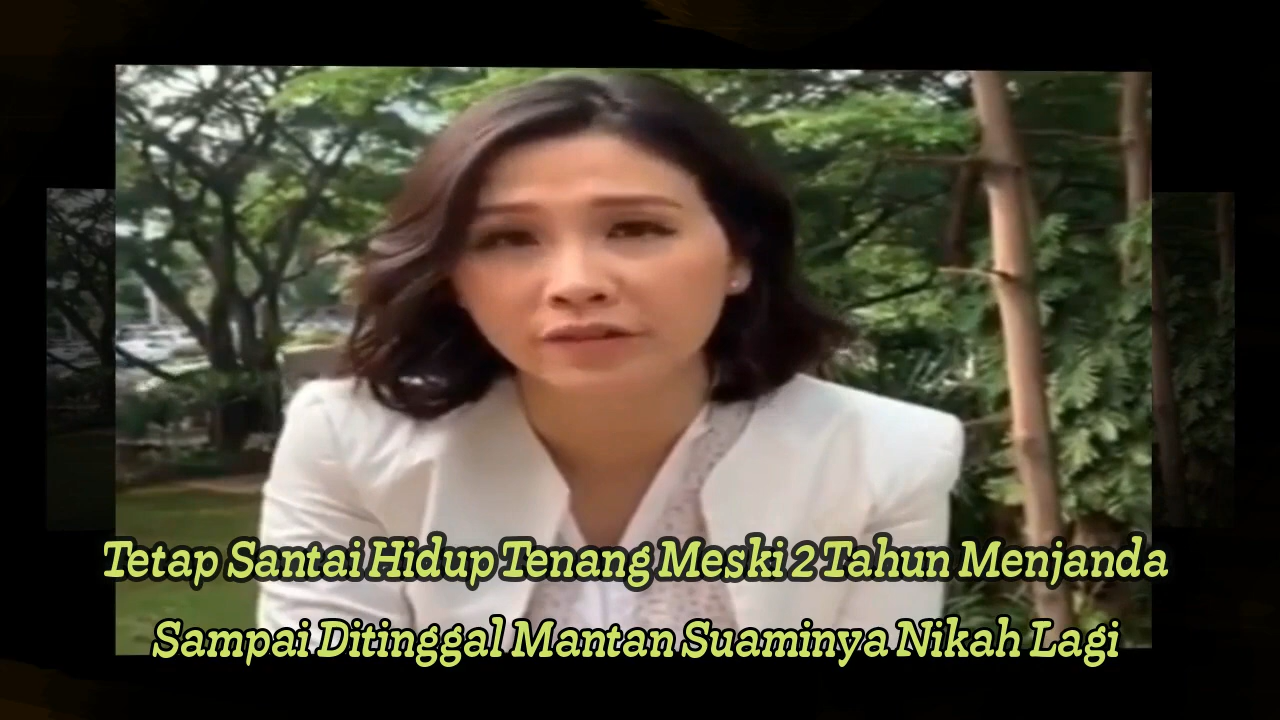 Tetap Santai Hidup Tenang Meski 2 Tahun Menjanda
Sampai Ditinggal Mantan Suaminya Nikah Lagi